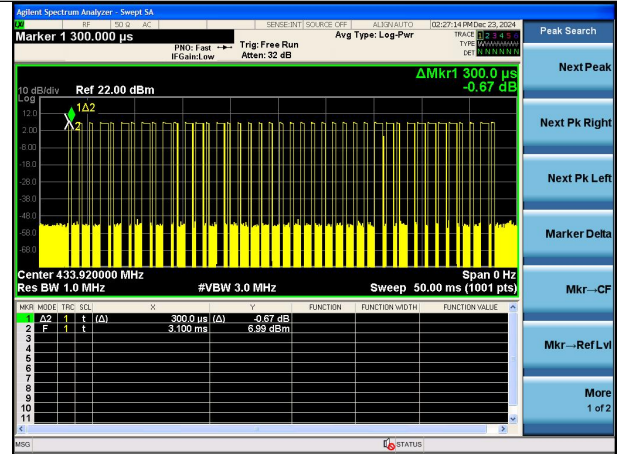 Agilent Spectrum Analyzer - Swept SA
RF 50 Ω AC SENSE:INT SOURCE OFF ALIGN AUTO 02:27:14 PM Dec 23, 2024
Marker 1 300.000 µs
PNO: Fast
IFGain:Low
Trig: Free Run
Atten: 32 dB
Avg Type: Log-Pwr
TRACE 1 2 3 4 5 6
TYPE W
DET N N N N N N
ΔMkr1 300.0 µs
-0.67 dB
10 dB/div Ref 22.00 dBm
Log
12.0
2.00
-8.00
-18.0
-28.0
-38.0
-48.0
-58.0
-68.0
1Δ2
2
Center 433.920000 MHz Span 0 Hz
Res BW 1.0 MHz #VBW 3.0 MHz Sweep 50.00 ms (1001 pts)
MKR MODE TRC SCL X Y FUNCTION FUNCTION WIDTH FUNCTION VALUE
1 Δ2 1 t (Δ) 300.0 µs (Δ) -0.67 dB
2 F 1 t 3.100 ms 6.99 dBm
3
4
5
6
7
8
9
10
11
MSG STATUS
Peak Search
Next Peak
Next Pk Right
Next Pk Left
Marker Delta
Mkr→CF
Mkr→Ref Lvl
More
1 of 2